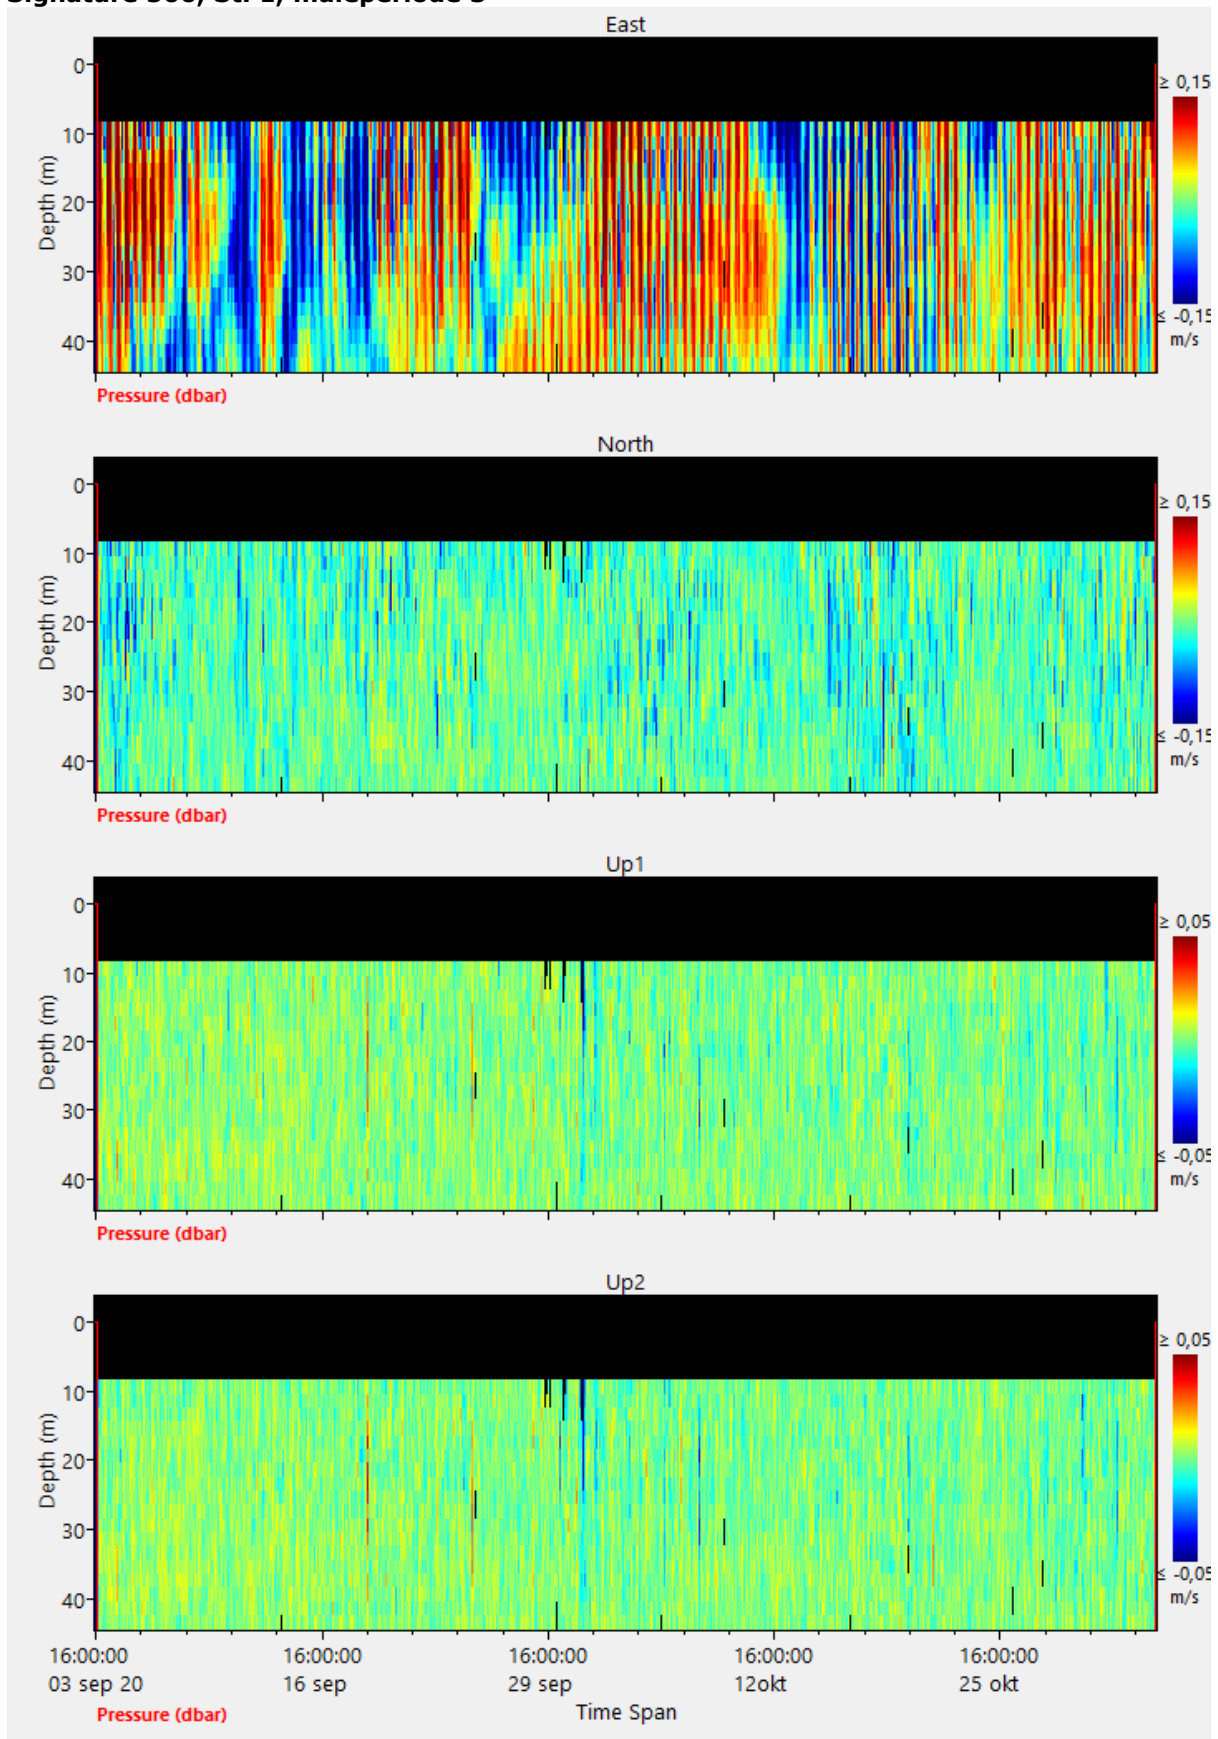 East
0
10
20
30
40
Depth (m)
≥ 0,15
≤ -0,15
m/s
Pressure (dbar)
North
0
10
20
30
40
Depth (m)
≥ 0,15
≤ -0,15
m/s
Pressure (dbar)
Up1
0
10
20
30
40
Depth (m)
≥ 0,05
≤ -0,05
m/s
Pressure (dbar)
Up2
0
10
20
30
40
Depth (m)
≥ 0,05
≤ -0,05
m/s
16:00:00 16:00:00 16:00:00 16:00:00 16:00:00
03 sep 20 16 sep 29 sep 12okt 25 okt
Pressure (dbar)
Time Span